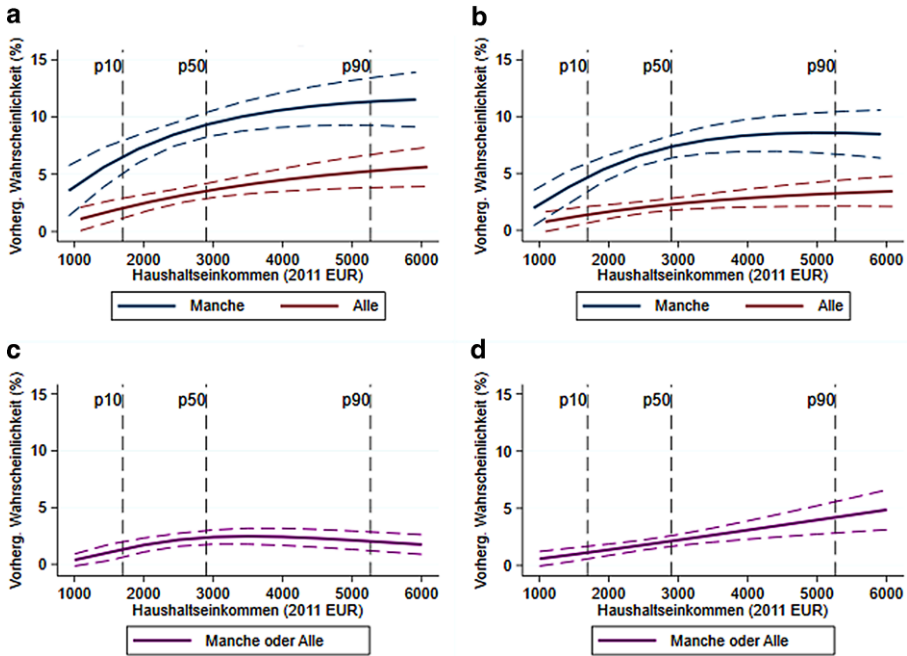 a
15
10
5
0
Vorherg. Wahrscheinlichkeit (%)
p10
p50
p90
1000 2000 3000 4000 5000 6000
Haushaltseinkommen (2011 EUR)
Manche Alle
b
15
10
5
0
Vorherg. Wahrscheinlichkeit (%)
p10
p50
p90
1000 2000 3000 4000 5000 6000
Haushaltseinkommen (2011 EUR)
Manche Alle
c
15
10
5
0
Vorherg. Wahrscheinlichkeit (%)
p10
p50
p90
1000 2000 3000 4000 5000 6000
Haushaltseinkommen (2011 EUR)
Manche oder Alle
d
15
10
5
0
Vorherg. Wahrscheinlichkeit (%)
p10
p50
p90
1000 2000 3000 4000 5000 6000
Haushaltseinkommen (2011 EUR)
Manche oder Alle